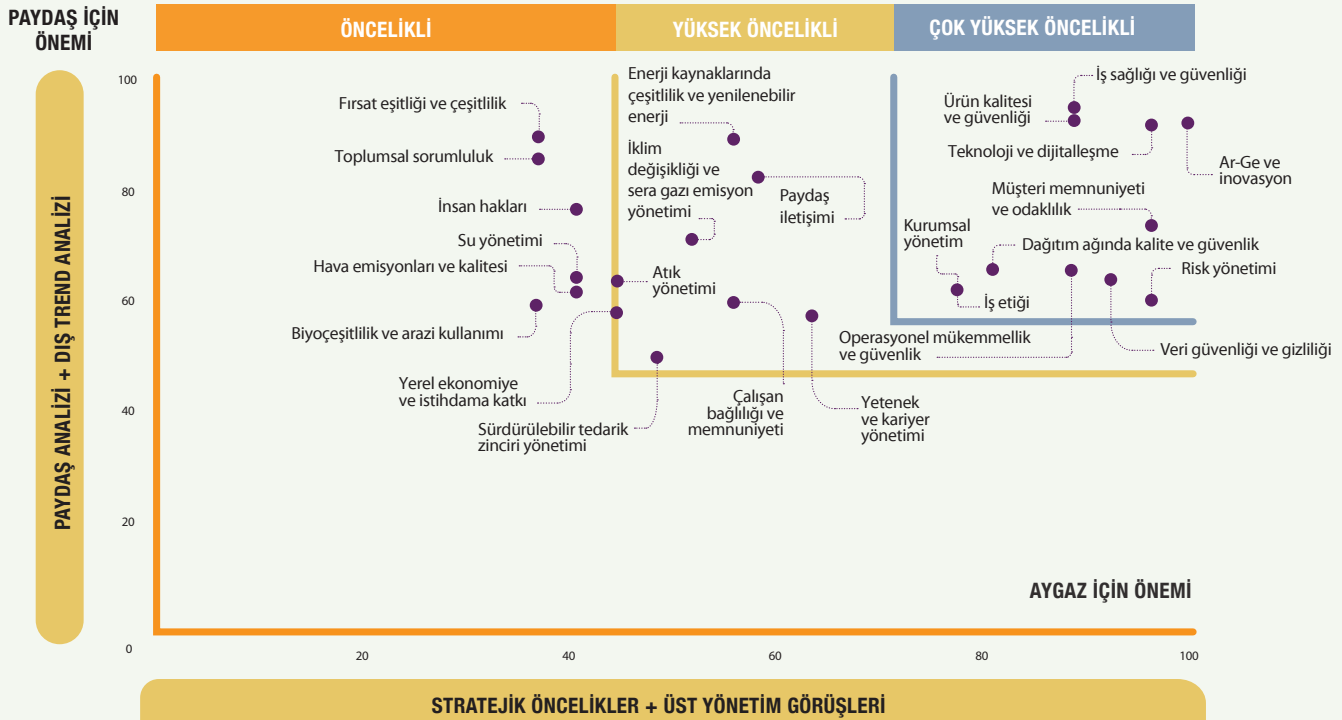 PAYDAŞ İÇİN
ÖNEMİ
ÖNCELİKLİ
YÜKSEK ÖNCELİKLİ
ÇOK YÜKSEK ÖNCELİKLİ
PAYDAŞ ANALİZİ + DIŞ TREND ANALİZİ
100
80
60
40
20
0
Fırsat eşitliği ve çeşitlilik
Toplumsal sorumluluk
İnsan hakları
Su yönetimi
Hava emisyonları ve kalitesi
Biyoçeşitlilik ve arazi kullanımı
Yerel ekonomiye
ve istihdama katkı
Sürdürülebilir tedarik
zinciri yönetimi
Enerji kaynaklarında
çeşitlilik ve yenilenebilir
enerji
İklim
değişikliği ve
sera gazı emisyon
yönetimi
Paydaş
iletişimi
Atık
yönetimi
Çalışan
bağlılığı ve
memnuniyeti
Yetenek
ve kariyer
yönetimi
İş sağlığı ve güvenliği
Ürün kalitesi
ve güvenliği
Teknoloji ve dijitalleşme
Ar-Ge ve
inovasyon
Müşteri memnuniyeti
ve odaklılık
Kurumsal
yönetim
Dağıtım ağında kalite ve güvenlik
Risk yönetimi
İş etiği
Operasyonel mükemmellik
ve güvenlik
Veri güvenliği ve gizliliği
AYGAZ İÇİN ÖNEMİ
20
40
60
80
100
STRATEJİK ÖNCELİKLER + ÜST YÖNETİM GÖRÜŞLERİ